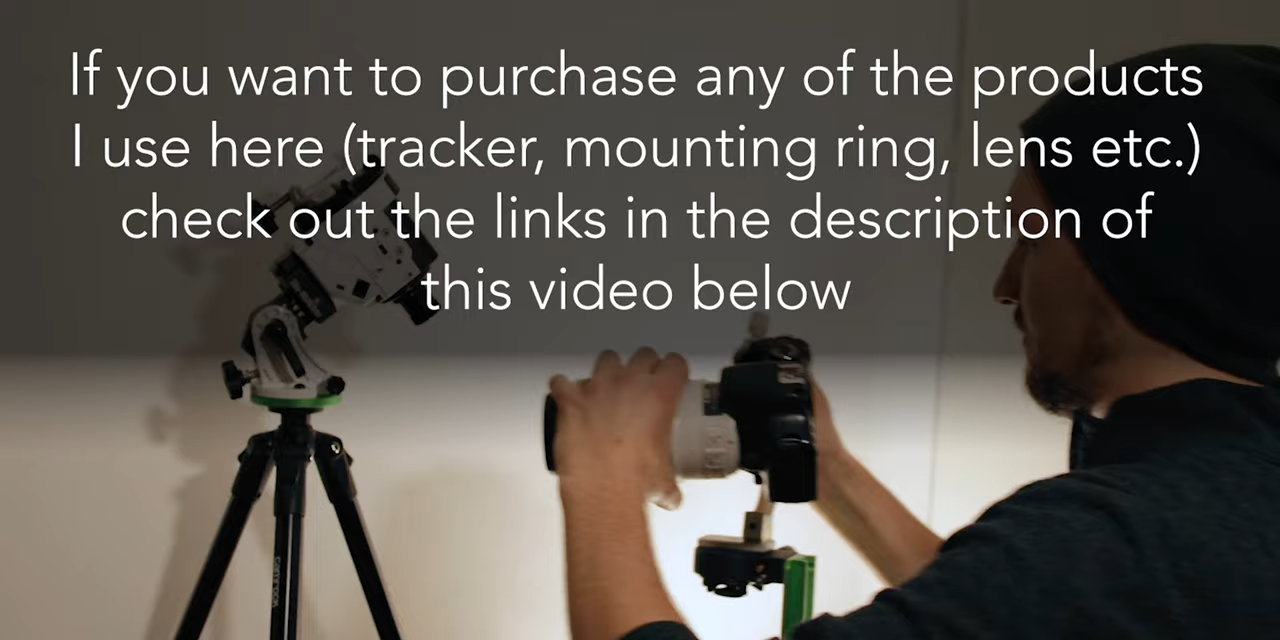 If you want to purchase any of the products
I use here (tracker, mounting ring, lens etc.)
check out the links in the description of
this video below